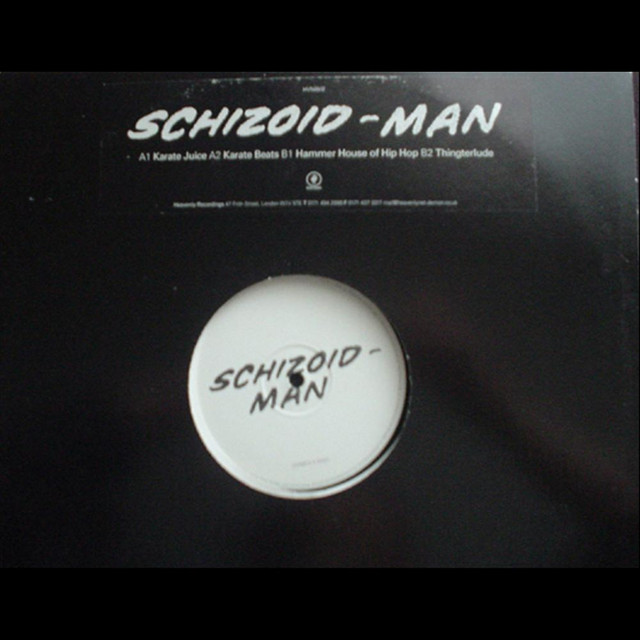 SCHIZOID-MAN
A1 Karate Juice A2 Karate Beats B1 Hammer House of Hip Hop B2 Thingterlude
Heavenly Recordings
London
SCHIZOID-
MAN